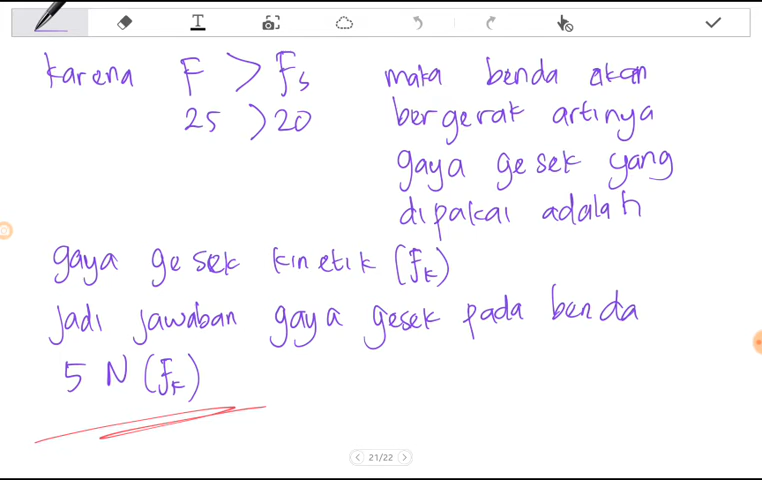 T
karena F > Fs maka benda akan
25 > 20 bergerak artinya
gaya gesek yang
dipakai adalah
gaya gesek kinetik (fk)
Jadi jawaban gaya gesek pada benda
5 N (fk)
21/22